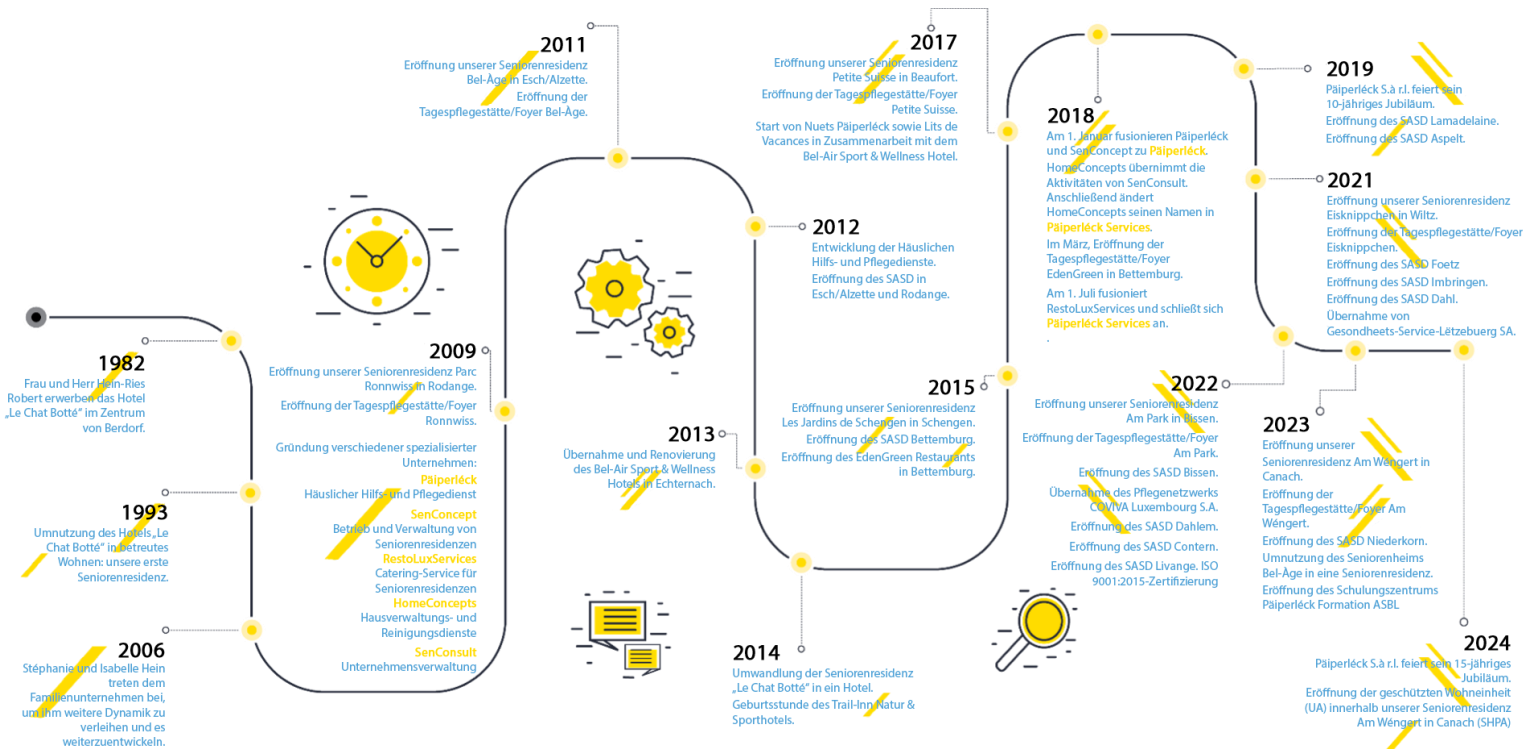 1982
Frau und Herr Hein-Ries
Robert erwerben das Hotel
„Le Chat Botté“ im Zentrum
von Berdorf.
1993
Umnutzung des Hotels „Le
Chat Botté“ in betreutes
Wohnen: unsere erste
Seniorenresidenz.
2006
Stéphanie und Isabelle Hein
treten dem
Familienunternehmen bei,
um ihm weitere Dynamik zu
verleihen und es
weiterzuentwickeln.
2009
Eröffnung unserer Seniorenresidenz Parc
Ronnwiss in Rodange.
Eröffnung der Tagespflegestätte/Foyer
Ronnwiss.
Gründung verschiedener spezialisierter
Unternehmen:
Päiperléck
Häuslicher Hilfs- und Pflegedienst
SenConcept
Betrieb und Verwaltung von
Seniorenresidenzen
RestoLuxServices
Catering-Service für
Seniorenresidenzen
HomeConcepts
Hausverwaltungs- und
Reinigungsdienste
SenConsult
Unternehmensverwaltung
2011
Eröffnung unserer Seniorenresidenz
Bel-Âge in Esch/Alzette.
Eröffnung der
Tagespflegestätte/Foyer Bel-Âge.
2012
Entwicklung der Häuslichen
Hilfs- und Pflegedienste.
Eröffnung des SASD in
Esch/Alzette und Rodange.
2013
Übernahme und Renovierung
des Bel-Air Sport & Wellness
Hotels in Echternach.
2014
Umwandlung der Seniorenresidenz
„Le Chat Botté“ in ein Hotel.
Geburtsstunde des Trail-Inn Natur &
Sporthotels.
2015
Eröffnung unserer Seniorenresidenz
Les Jardins de Schengen in Schengen.
Eröffnung des SASD Bettemburg.
Eröffnung des EdenGreen Restaurants
in Bettemburg.
2017
Eröffnung unserer Seniorenresidenz
Petite Suisse in Beaufort.
Eröffnung der Tagespflegestätte/Foyer
Petite Suisse.
Start von Nuets Päiperléck sowie Lits de
Vacances in Zusammenarbeit mit dem
Bel-Air Sport & Wellness Hotel.
2018
Am 1. Januar fusionieren Päiperléck
und SenConcept zu Päiperléck.
HomeConcepts übernimmt die
Aktivitäten von SenConsult.
Anschließend ändert
HomeConcepts seinen Namen in
Päiperléck Services.
Im März, Eröffnung der
Tagespflegestätte/Foyer
EdenGreen in Bettemburg.
Am 1. Juli fusioniert
RestoLuxServices und schließt sich
Päiperléck Services an.
.
2019
Päiperléck S.à r.l. feiert sein
10-jähriges Jubiläum.
Eröffnung des SASD Lamadelaine.
Eröffnung des SASD Aspelt.
2021
Eröffnung unserer Seniorenresidenz
Eisknippchen in Wiltz.
Eröffnung der Tagespflegestätte/Foyer
Eisknippchen.
Eröffnung des SASD Foetz
Eröffnung des SASD Imbringen.
Eröffnung des SASD Dahl.
Übernahme von
Gesondheets-Service-Lëtzebuerg SA.
2022
Eröffnung unserer Seniorenresidenz
Am Park in Bissen.
Eröffnung der Tagespflegestätte/Foyer
Am Park.
Eröffnung des SASD Bissen.
Übernahme des Pflegenetzwerks
COVIVA Luxembourg S.A.
Eröffnung des SASD Dahlem.
Eröffnung des SASD Contern.
Eröffnung des SASD Livange. ISO
9001:2015-Zertifizierung
2023
Eröffnung unserer
Seniorenresidenz Am Wéngert in
Canach.
Eröffnung der
Tagespflegestätte/Foyer Am
Wéngert.
Eröffnung des SASD Niederkorn.
Umnutzung des Seniorenheims
Bel-Âge in eine Seniorenresidenz.
Eröffnung des Schulungszentrums
Päiperléck Formation ASBL
2024
Päiperléck S.à r.l. feiert sein 15-jähriges
Jubiläum.
Eröffnung der geschützten Wohneinheit
(UA) innerhalb unserer Seniorenresidenz
Am Wéngert in Canach (SHPA)